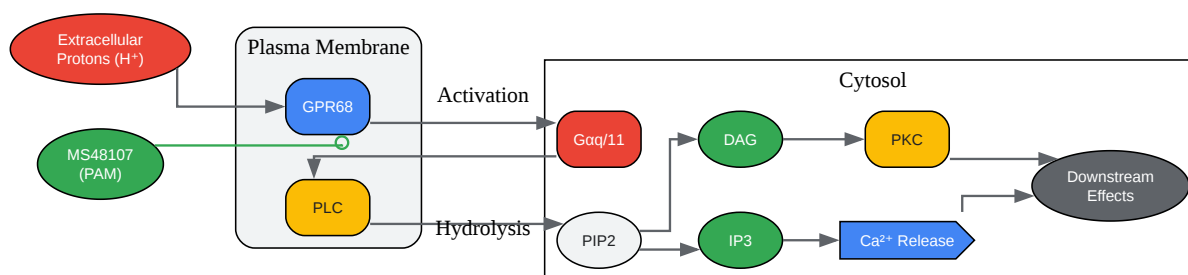 Extracellular
Protons (H⁺)
Plasma Membrane
Cytosol
GPR68
Activation
MS48107
(PAM)
Gαq/11
DAG
PKC
Downstream
Effects
PLC
Hydrolysis
PIP2
IP3
Ca²⁺ Release